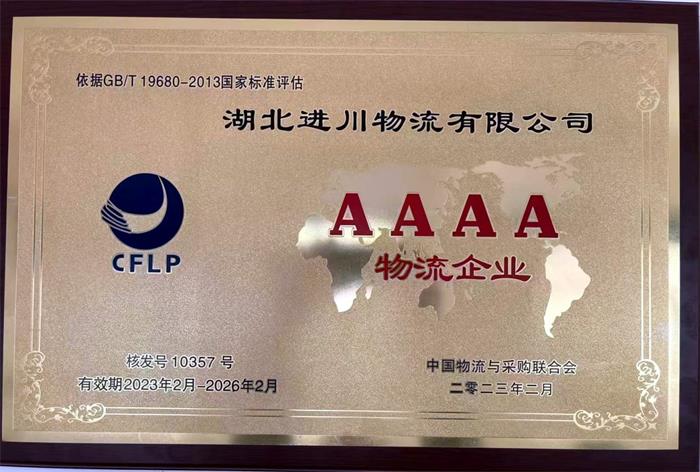 依据GB/T 19680-2013国家标准评估
湖北进川物流有限公司
AAAA
CFLP
物流企业
核发号 10357 号
中国物流与采购联合会
有效期2023年2月-2026年2月
二零二三年二月